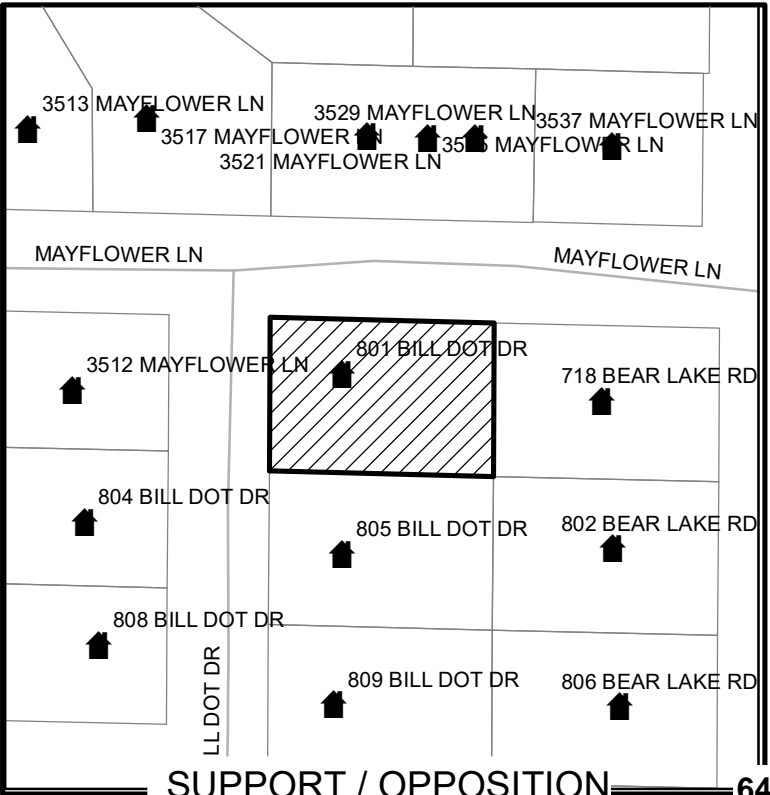 3513 MAYFLOWER LN
3529 MAYFLOWER LN
3537 MAYFLOWER LN
3517 MAYFLOWER LN
MAYFLOWER LN
3521 MAYFLOWER LN
MAYFLOWER LN
MAYFLOWER LN
801 BILL DOT DR
3512 MAYFLOWER LN
718 BEAR LAKE RD
804 BILL DOT DR
805 BILL DOT DR
802 BEAR LAKE RD
808 BILL DOT DR
LL DOT DR
809 BILL DOT DR
806 BEAR LAKE RD
SUPPORT / OPPOSITION
64